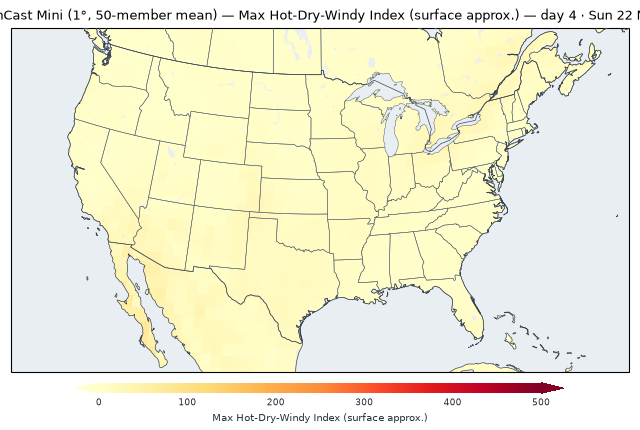 Cast Mini (1°, 50-member mean) — Max Hot-Dry-Windy Index (surface approx.) — day 4 · Sun 22
0 100 200 300 400 500
Max Hot-Dry-Windy Index (surface approx.)